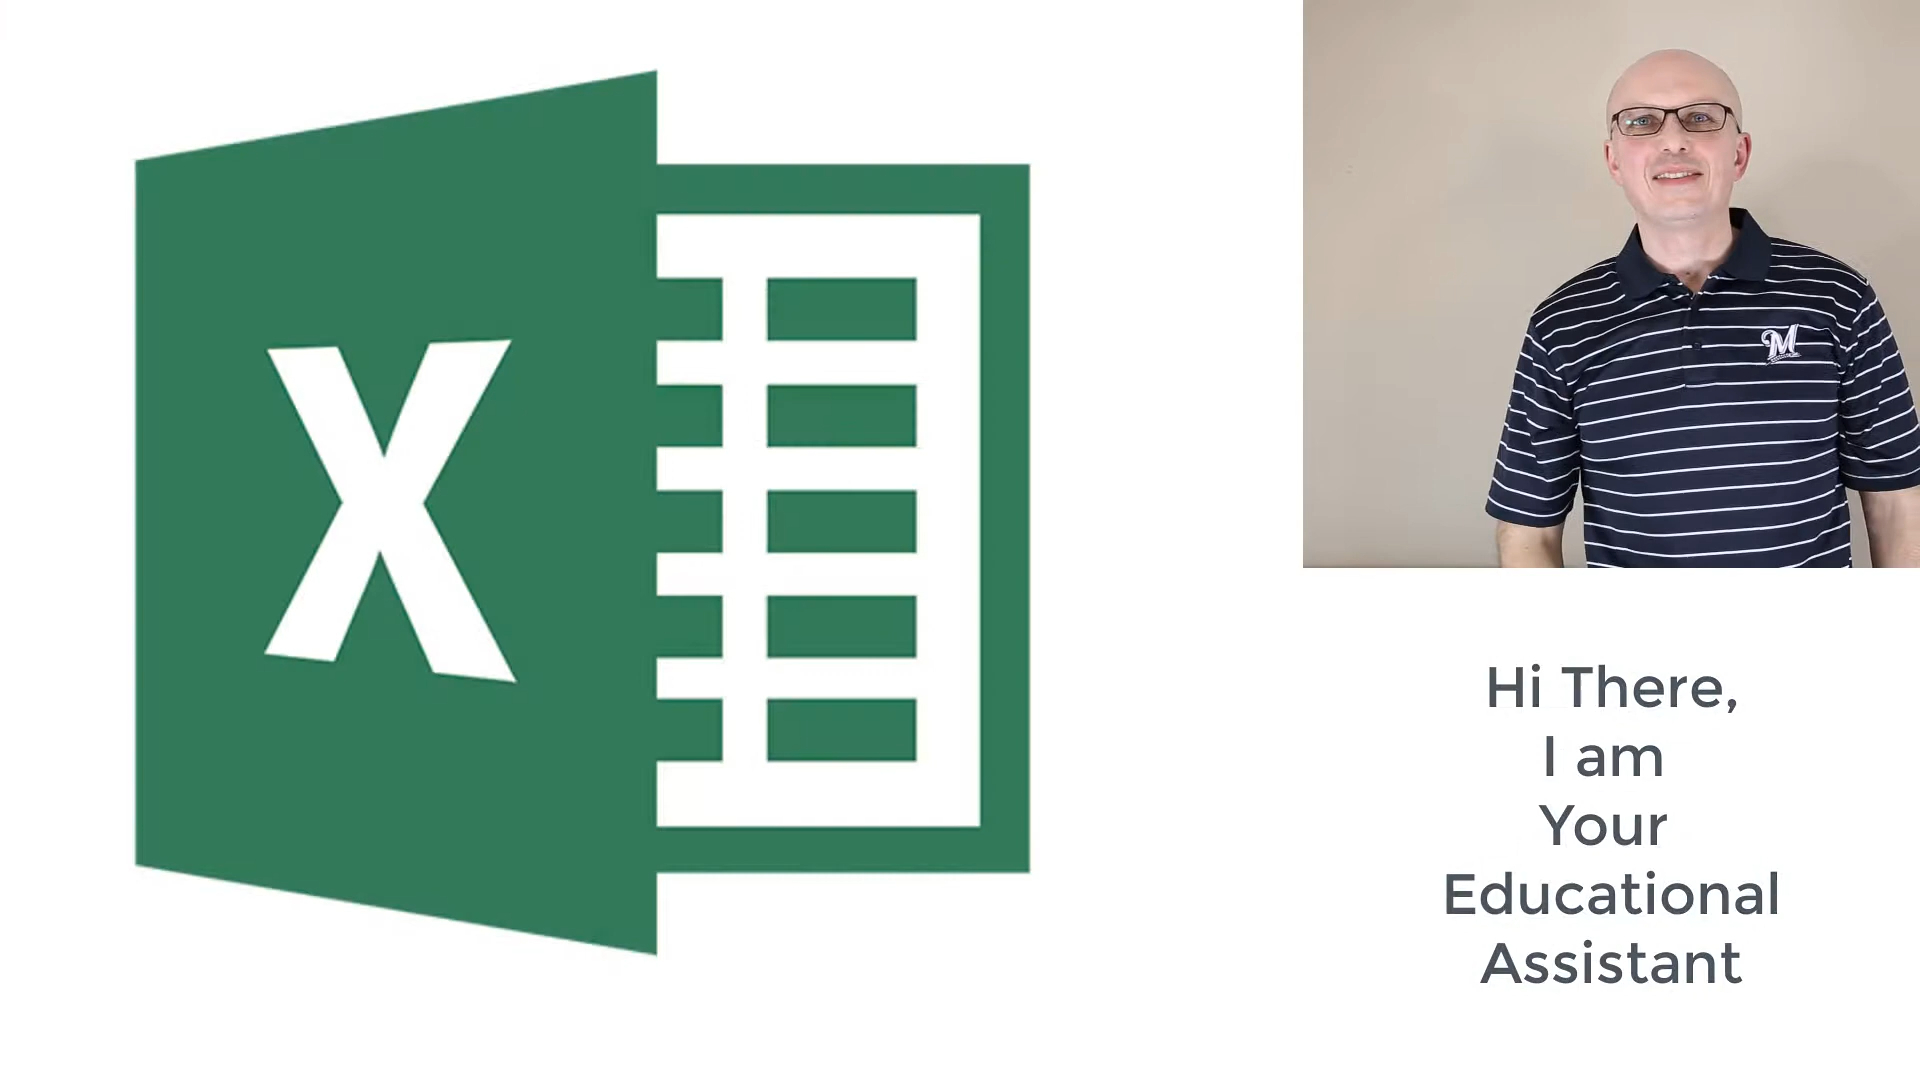 X
M
Hi There,
I am
Your
Educational
Assistant